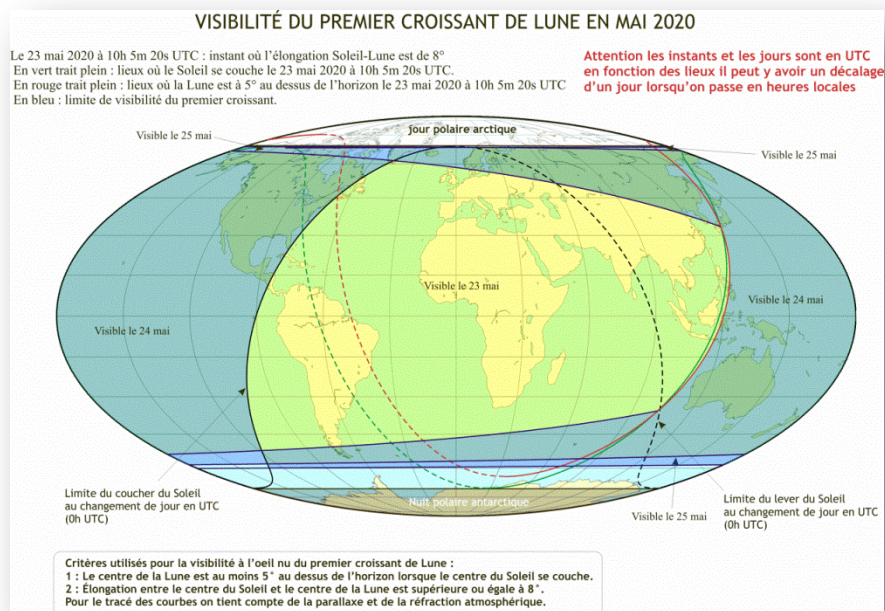 VISIBILITÉ DU PREMIER CROISSANT DE LUNE EN MAI 2020
Le 23 mai 2020 à 10h 5m 20s UTC : instant où l'élongation Soleil-Lune est de 8°
En vert trait plein : lieux où le Soleil se couche le 23 mai 2020 à 10h 5m 20s UTC.
En rouge trait plein : lieux où la Lune est à 5° au dessus de l'horizon le 23 mai 2020 à 10h 5m 20s UTC
En bleu : limite de visibilité du premier croissant.
Attention les instants et les jours sont en UTC
en fonction des lieux il peut y avoir un décalage
d'un jour lorsqu'on passe en heures locales
Visible le 25 mai
jour polaire arctique
Visible le 25 mai
Visible le 23 mai
Visible le 24 mai
Visible le 24 mai
Limite du coucher du Soleil
au changement de jour en UTC
(0h UTC)
Nuit polaire antarctique
Visible le 25 mai
Limite du lever du Soleil
au changement de jour en UTC
(0h UTC)
Critères utilisés pour la visibilité à l'oeil nu du premier croissant de Lune :
1 : Le centre de la Lune est au moins 5° au dessus de l'horizon lorsque le centre du Soleil se couche.
2 : Élongation entre le centre du Soleil et le centre de la Lune est supérieure ou égale à 8°.
Pour le tracé des courbes on tient compte de la parallaxe et de la réfraction atmosphérique.